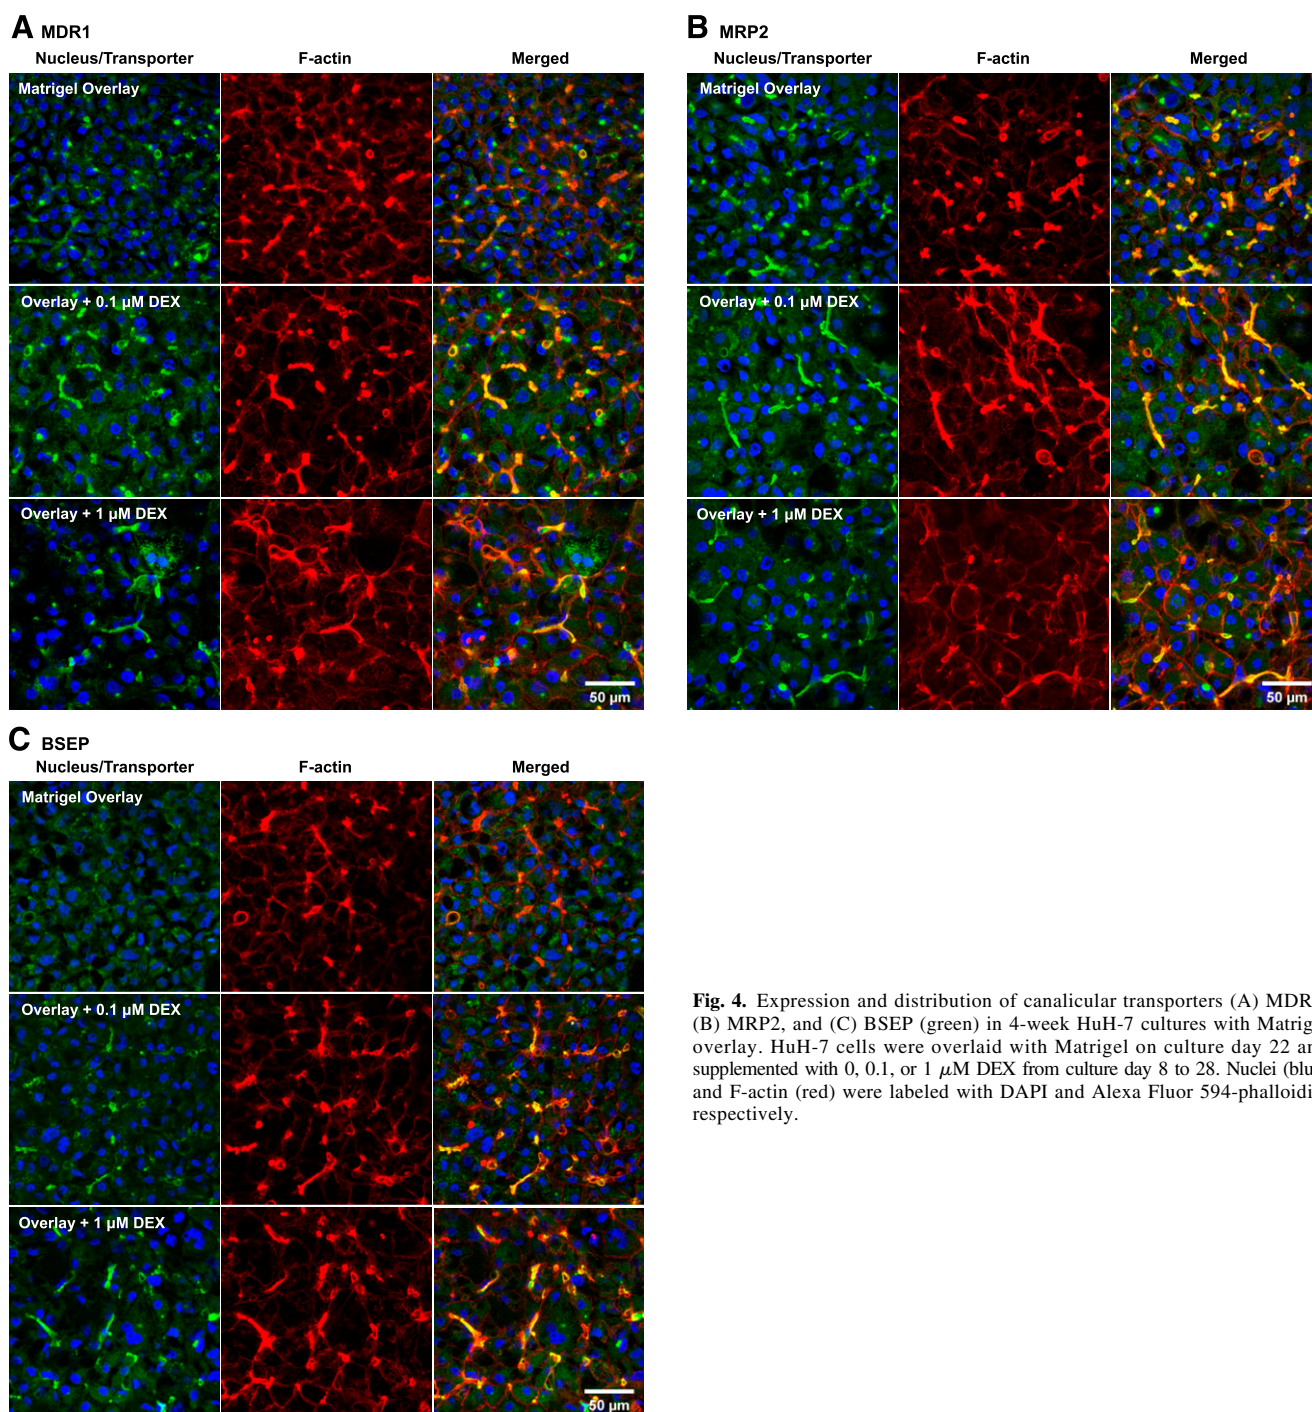 A MDR1
Nucleus/Transporter F-actin Merged
Matrigel Overlay
Overlay + 0.1 µM DEX
Overlay + 1 µM DEX
50 µm
B MRP2
Nucleus/Transporter F-actin Merged
Matrigel Overlay
Overlay + 0.1 µM DEX
Overlay + 1 µM DEX
50 µm
C BSEP
Nucleus/Transporter F-actin Merged
Matrigel Overlay
Overlay + 0.1 µM DEX
Overlay + 1 µM DEX
50 µm
Fig. 4. Expression and distribution of canalicular transporters (A) MDR
(B) MRP2, and (C) BSEP (green) in 4-week HuH-7 cultures with Matrig
overlay. HuH-7 cells were overlaid with Matrigel on culture day 22 an
supplemented with 0, 0.1, or 1 µM DEX from culture day 8 to 28. Nuclei (blu
and F-actin (red) were labeled with DAPI and Alexa Fluor 594-phalloidi
respectively.